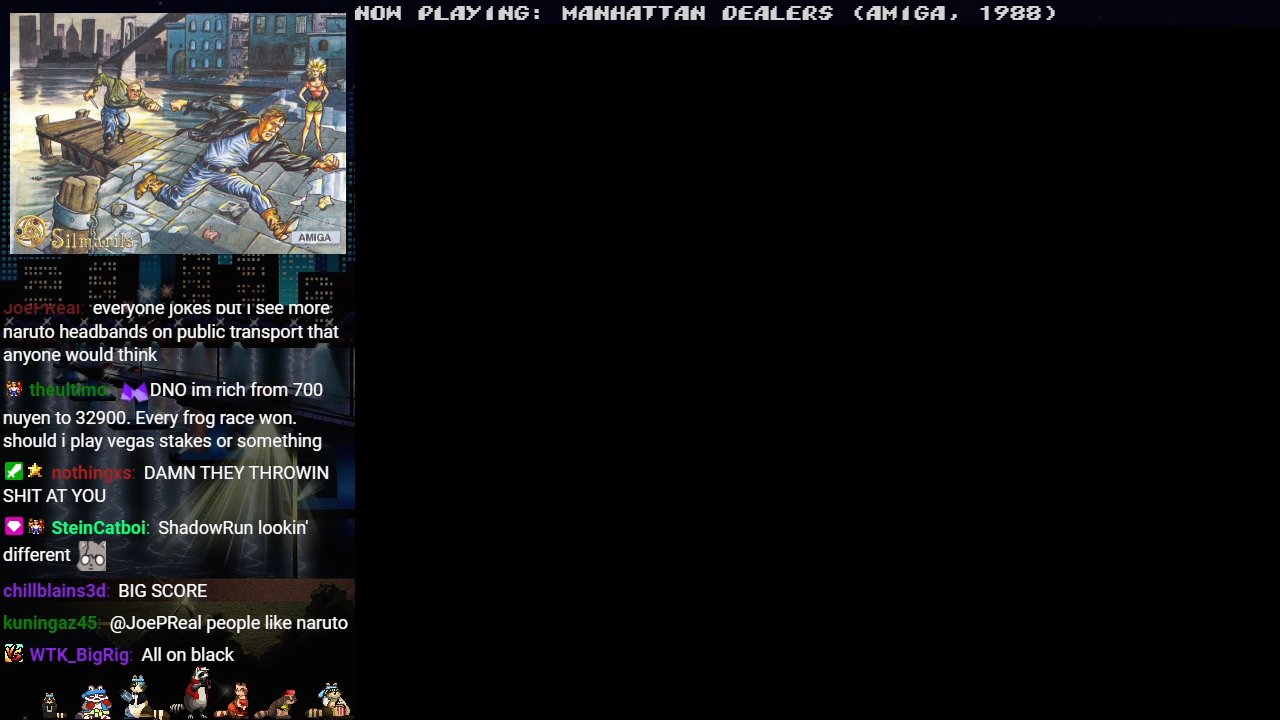 NOW PLAYING: MANHATTAN DEALERS (AMIGA, 1988)
Silmarils
AMIGA
JoePReal: everyone jokes but i see more
naruto headbands on public transport that
anyone would think
theultimo: DNO im rich from 700
nuyen to 32900. Every frog race won.
should i play vegas stakes or something
nothingxs: DAMN THEY THROWIN
SHIT AT YOU
SteinCatboi: ShadowRun lookin'
different
chillblains3d: BIG SCORE
kuningaz45: @JoePReal people like naruto
WTK_BigRig: All on black